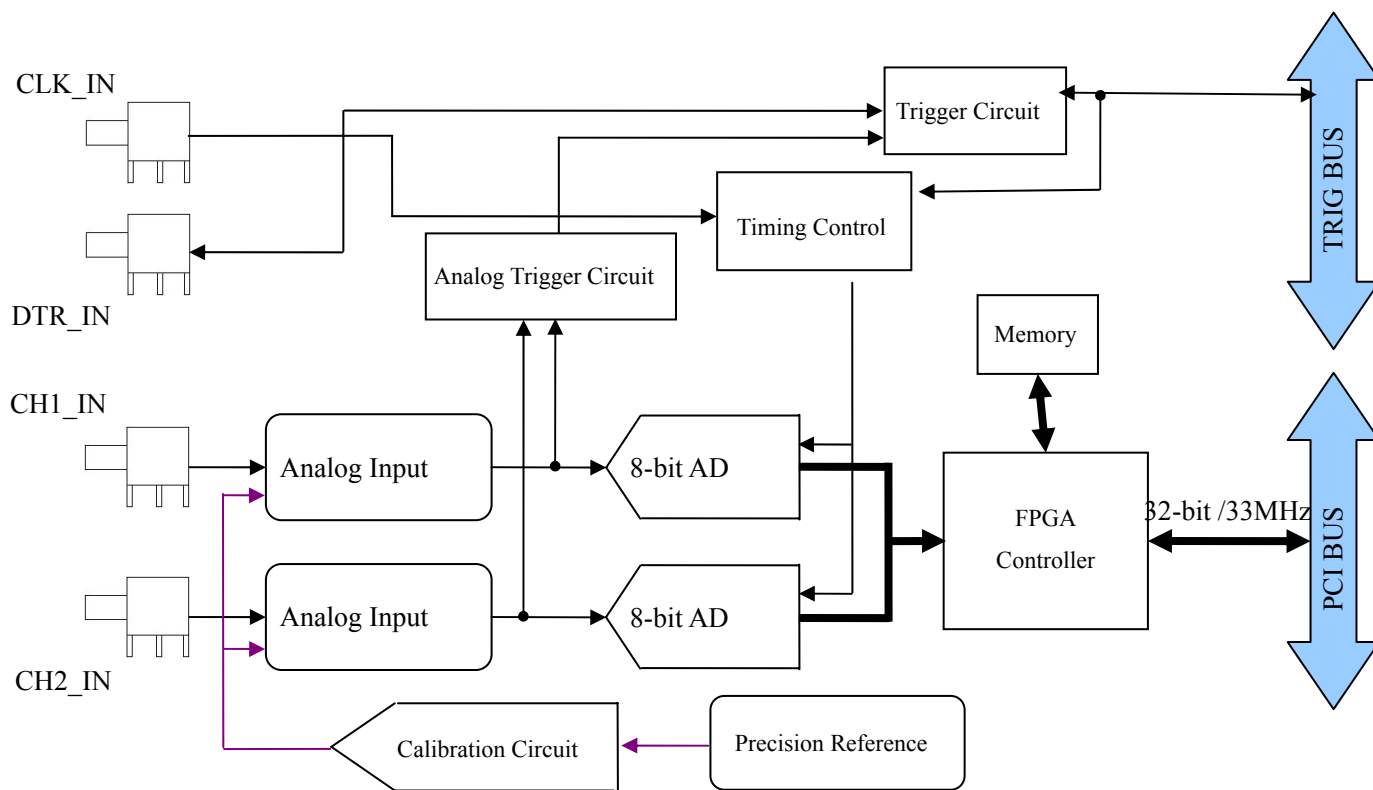 CLK_IN
Trigger Circuit
TRIG BUS
Timing Control
Analog Trigger Circuit
DTR_IN
Memory
CH1_IN
Analog Input
8-bit AD
FPGA
Controller
32-bit /33MHz
PCI BUS
Analog Input
8-bit AD
CH2_IN
Calibration Circuit
Precision Reference